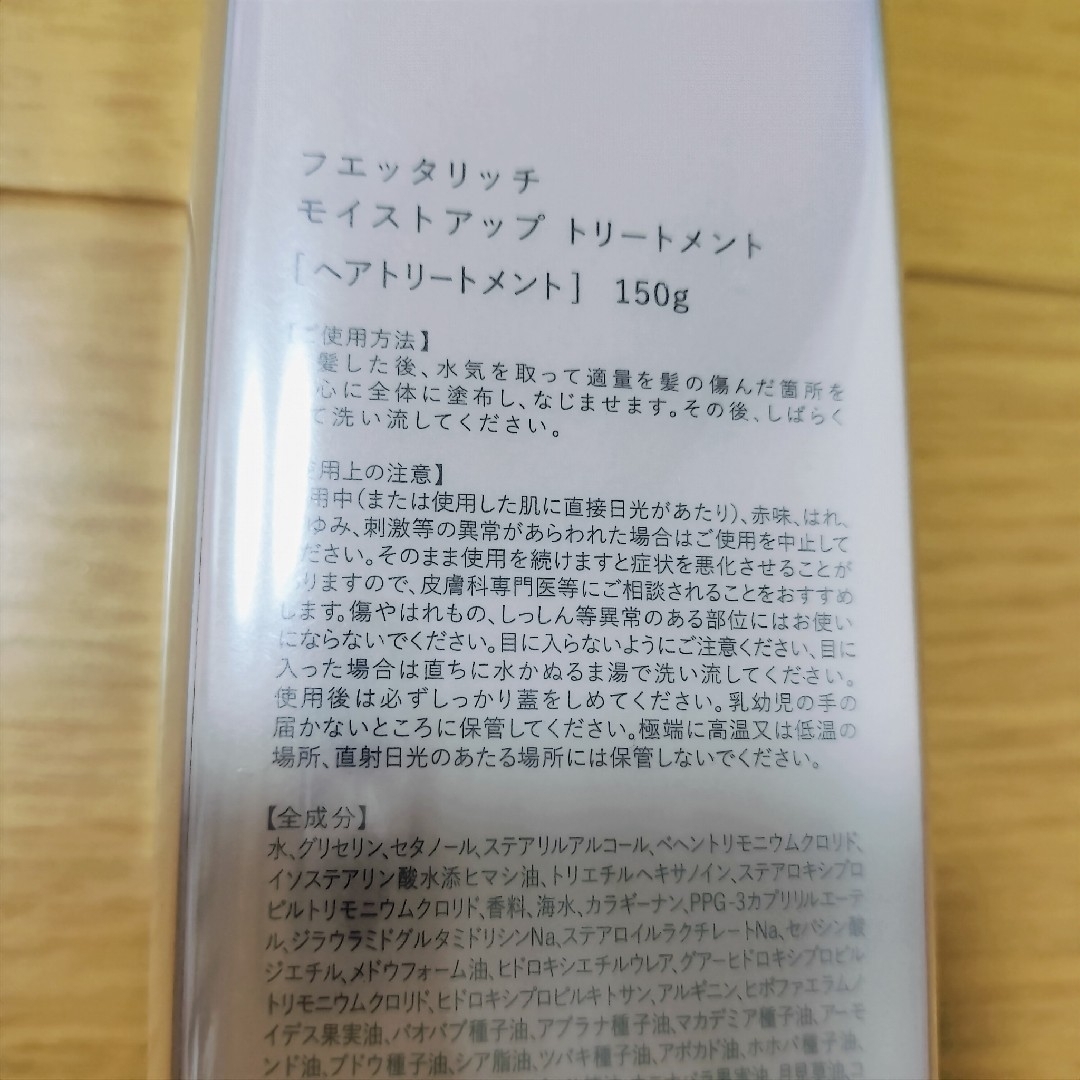 フエッタリッチ
モイストアップ トリートメント
[ヘアトリートメント] 150g
ご使用方法】
髪した後、水気を取って適量を髪の傷んだ箇所を
心に全体に塗布し、なじませます。その後、しばらく
て洗い流してください。
使用上の注意】
用中(または使用した肌に直接日光があたり)、赤味、はれ、
ゆみ、刺激等の異常があらわれた場合はご使用を中止して
ださい。そのまま使用を続けますと症状を悪化させることが
りますので、皮膚科専門医等にご相談されることをおすすめ
します。傷やはれもの、しっしん等異常のある部位にはお使い
にならないでください。目に入らないようにご注意ください、目に
入った場合は直ちに水かぬるま湯で洗い流してください。
使用後は必ずしっかり蓋をしめてください。乳幼児の手の
届かないところに保管してください。極端に高温又は低温の
場所、直射日光のあたる場所には保管しないでください。
【全成分】
水、グリセリン、セタノール、ステアリルアルコール、ベヘントリモニウムクロリド、
イソステアリン酸水添ヒマシ油、トリエチルヘキサノイン、ステアロキシプロ
ピルトリモニウムクロリド、香料、海水、カラギーナン、PPG-3カプリリルエーテ
ル、ジラウラミドグルタミドリシンNa、ステアロイルラクチレートNa、セバシン酸
ジエチル、メドウフォーム油、ヒドロキシエチルウレア、グアーヒドロキシプロピル
トリモニウムクロリド、ヒドロキシプロピルキトサン、アルギニン、ヒポファエラムノ
イデス果実油、バオバブ種子油、アブラナ種子油、マカデミア種子油、アーモ
ンド油、ブドウ種子油、シア脂油、ツバキ種子油、アボカド油、ホホバ種子油、